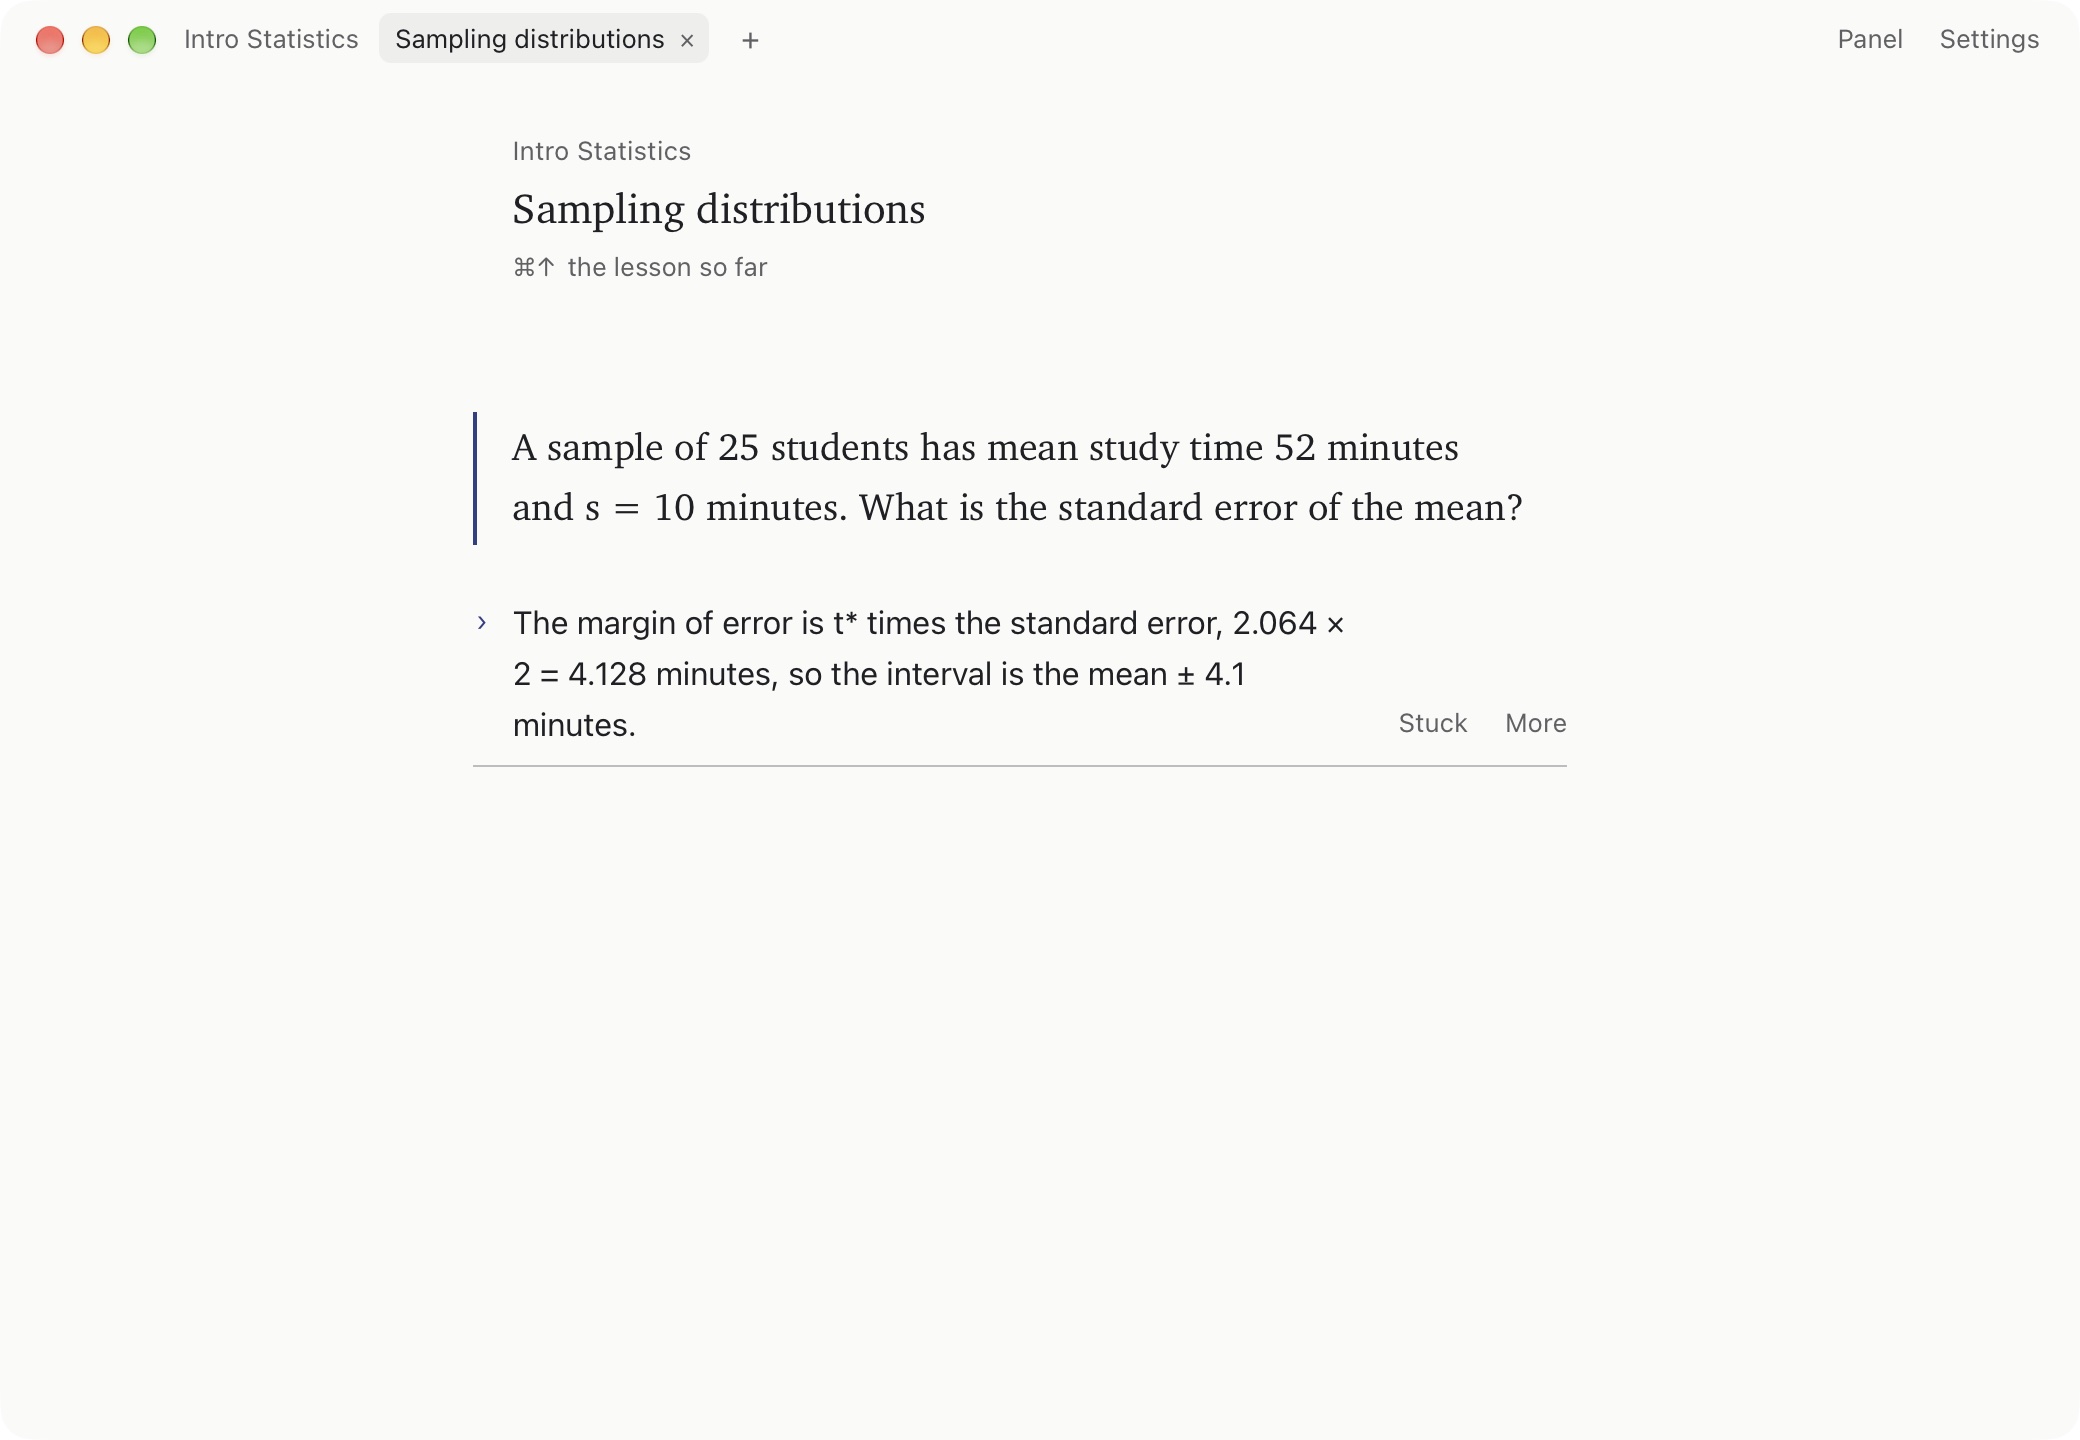 Intro Statistics
Sampling distributions ×
+
Panel
Settings
Intro Statistics
Sampling distributions
⌘↑ the lesson so far
A sample of 25 students has mean study time 52 minutes
and s = 10 minutes. What is the standard error of the mean?
› The margin of error is t* times the standard error, 2.064 ×
2 = 4.128 minutes, so the interval is the mean ± 4.1
minutes.
Stuck
More